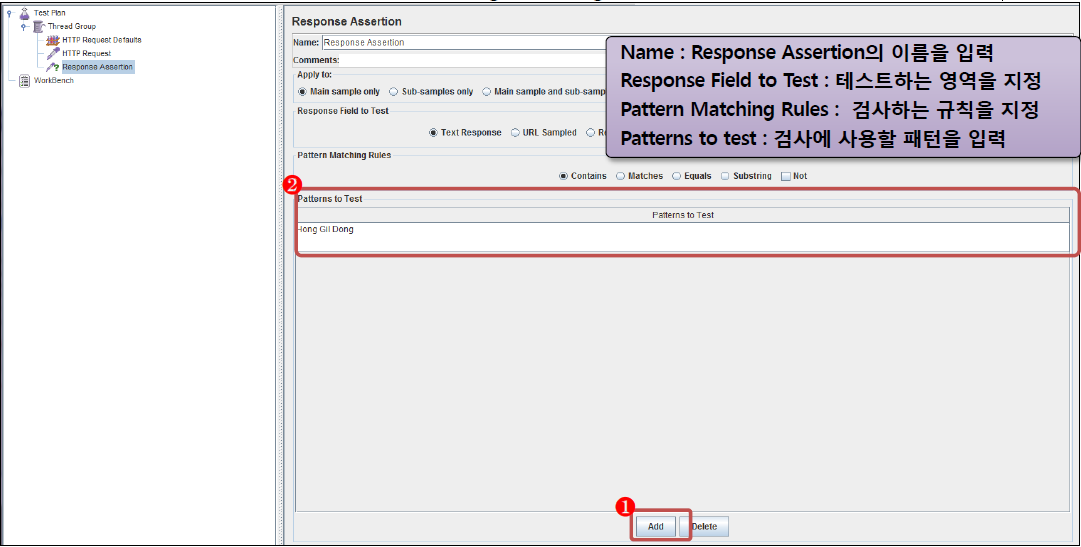 Test Plan
Thread Group
HTTP Request Defaults
HTTP Request
Response Assertion
WorkBench
Response Assertion
Name: Response Assertion
Comments:
Apply to:
Main sample only Sub-samples only Main sample and sub-samp
Response Field to Test
Text Response URL Sampled Re
Name : Response Assertion의 이름을 입력
Response Field to Test : 테스트하는 영역을 지정
Pattern Matching Rules : 검사하는 규칙을 지정
Patterns to test : 검사에 사용할 패턴을 입력
Pattern Matching Rules
Contains Matches Equals Substring Not
2
Patterns to Test
Patterns to Test
Hong Gil Dong
1
Add Delete